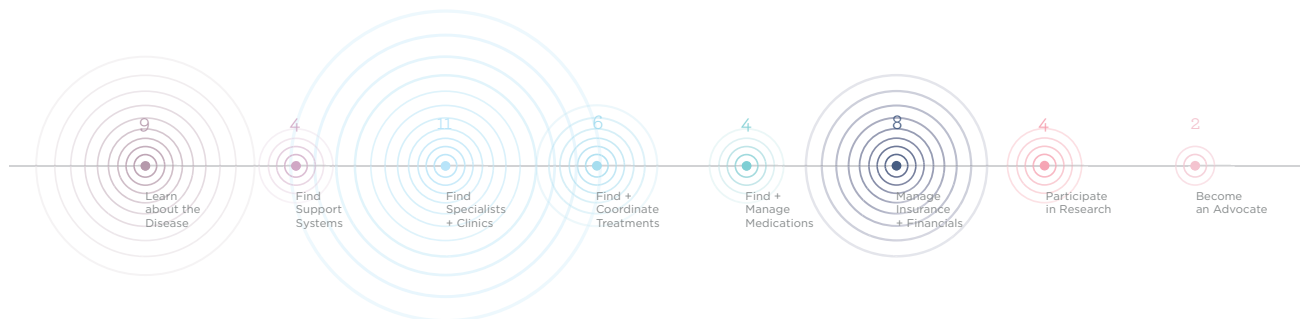 9
4
11
6
4
8
4
2
Learn
about the
Disease
Find
Support
Systems
Find
Specialists
+ Clinics
Find +
Coordinate
Treatments
Find +
Manage
Medications
Manage
Insurance
+ Financials
Participate
in Research
Become
an Advocate